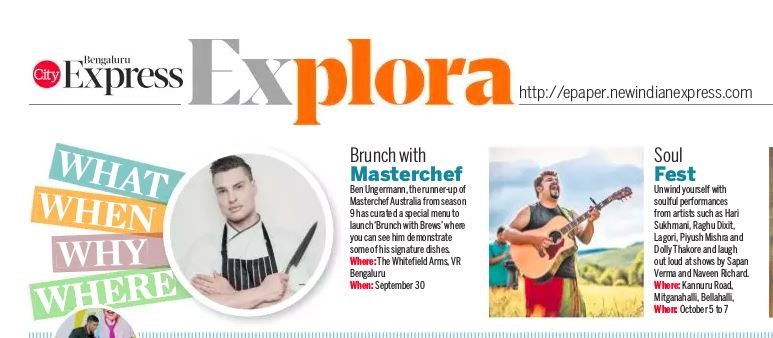 City
Bengaluru
Express
Explora
http://epaper.newindianexpress.com
WHAT
WHEN
WHY
WHERE
Brunch with
Masterchef
Ben Ungermann, the runner-up of
Masterchef Australia from season
9 has curated a special menu to
launch ‘Brunch with Brews’ where
you can see him demonstrate
some of his signature dishes.
Where: The Whitefield Arms, VR
Bengaluru
When: September 30
Soul
Fest
Unwind yourself with
soulful performances
from artists such as Hari
Sukhmani, Raghu Dixit,
Lagori, Piyush Mishra and
Dolly Thakore and laugh
out loud at shows by Sapan
Verma and Naveen Richard.
Where: Kannuru Road,
Mitganahalli, Bellahalli,
When: October 5 to 7